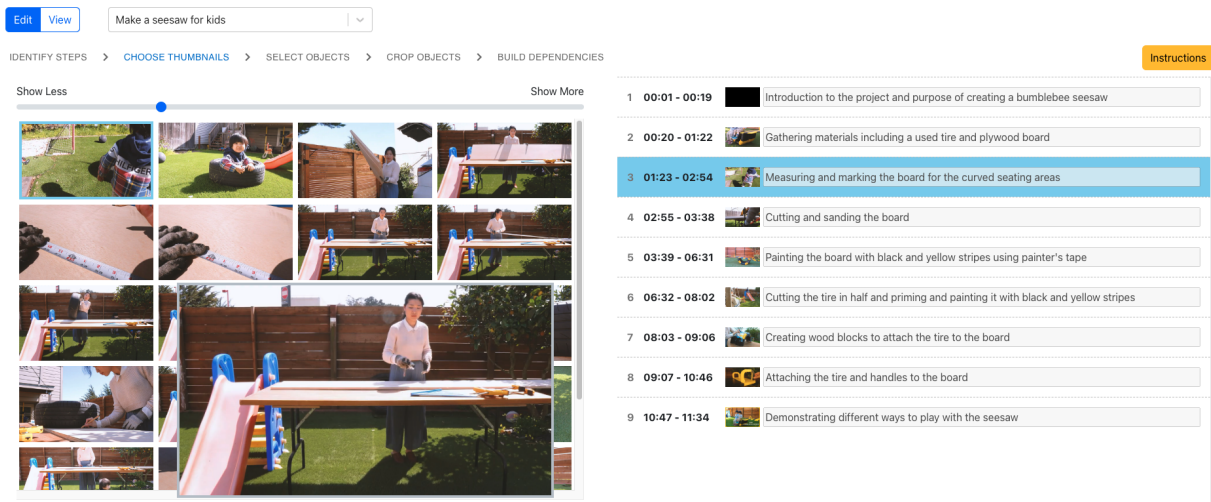 Edit View Make a seesaw for kids
IDENTIFY STEPS > CHOOSE THUMBNAILS > SELECT OBJECTS > CROP OBJECTS > BUILD DEPENDENCIES
Instructions
Show Less Show More
1 00:01 - 00:19 Introduction to the project and purpose of creating a bumblebee seesaw
2 00:20 - 01:22 Gathering materials including a used tire and plywood board
3 01:23 - 02:54 Measuring and marking the board for the curved seating areas
4 02:55 - 03:38 Cutting and sanding the board
5 03:39 - 06:31 Painting the board with black and yellow stripes using painter's tape
6 06:32 - 08:02 Cutting the tire in half and priming and painting it with black and yellow stripes
7 08:03 - 09:06 Creating wood blocks to attach the tire to the board
8 09:07 - 10:46 Attaching the tire and handles to the board
9 10:47 - 11:34 Demonstrating different ways to play with the seesaw